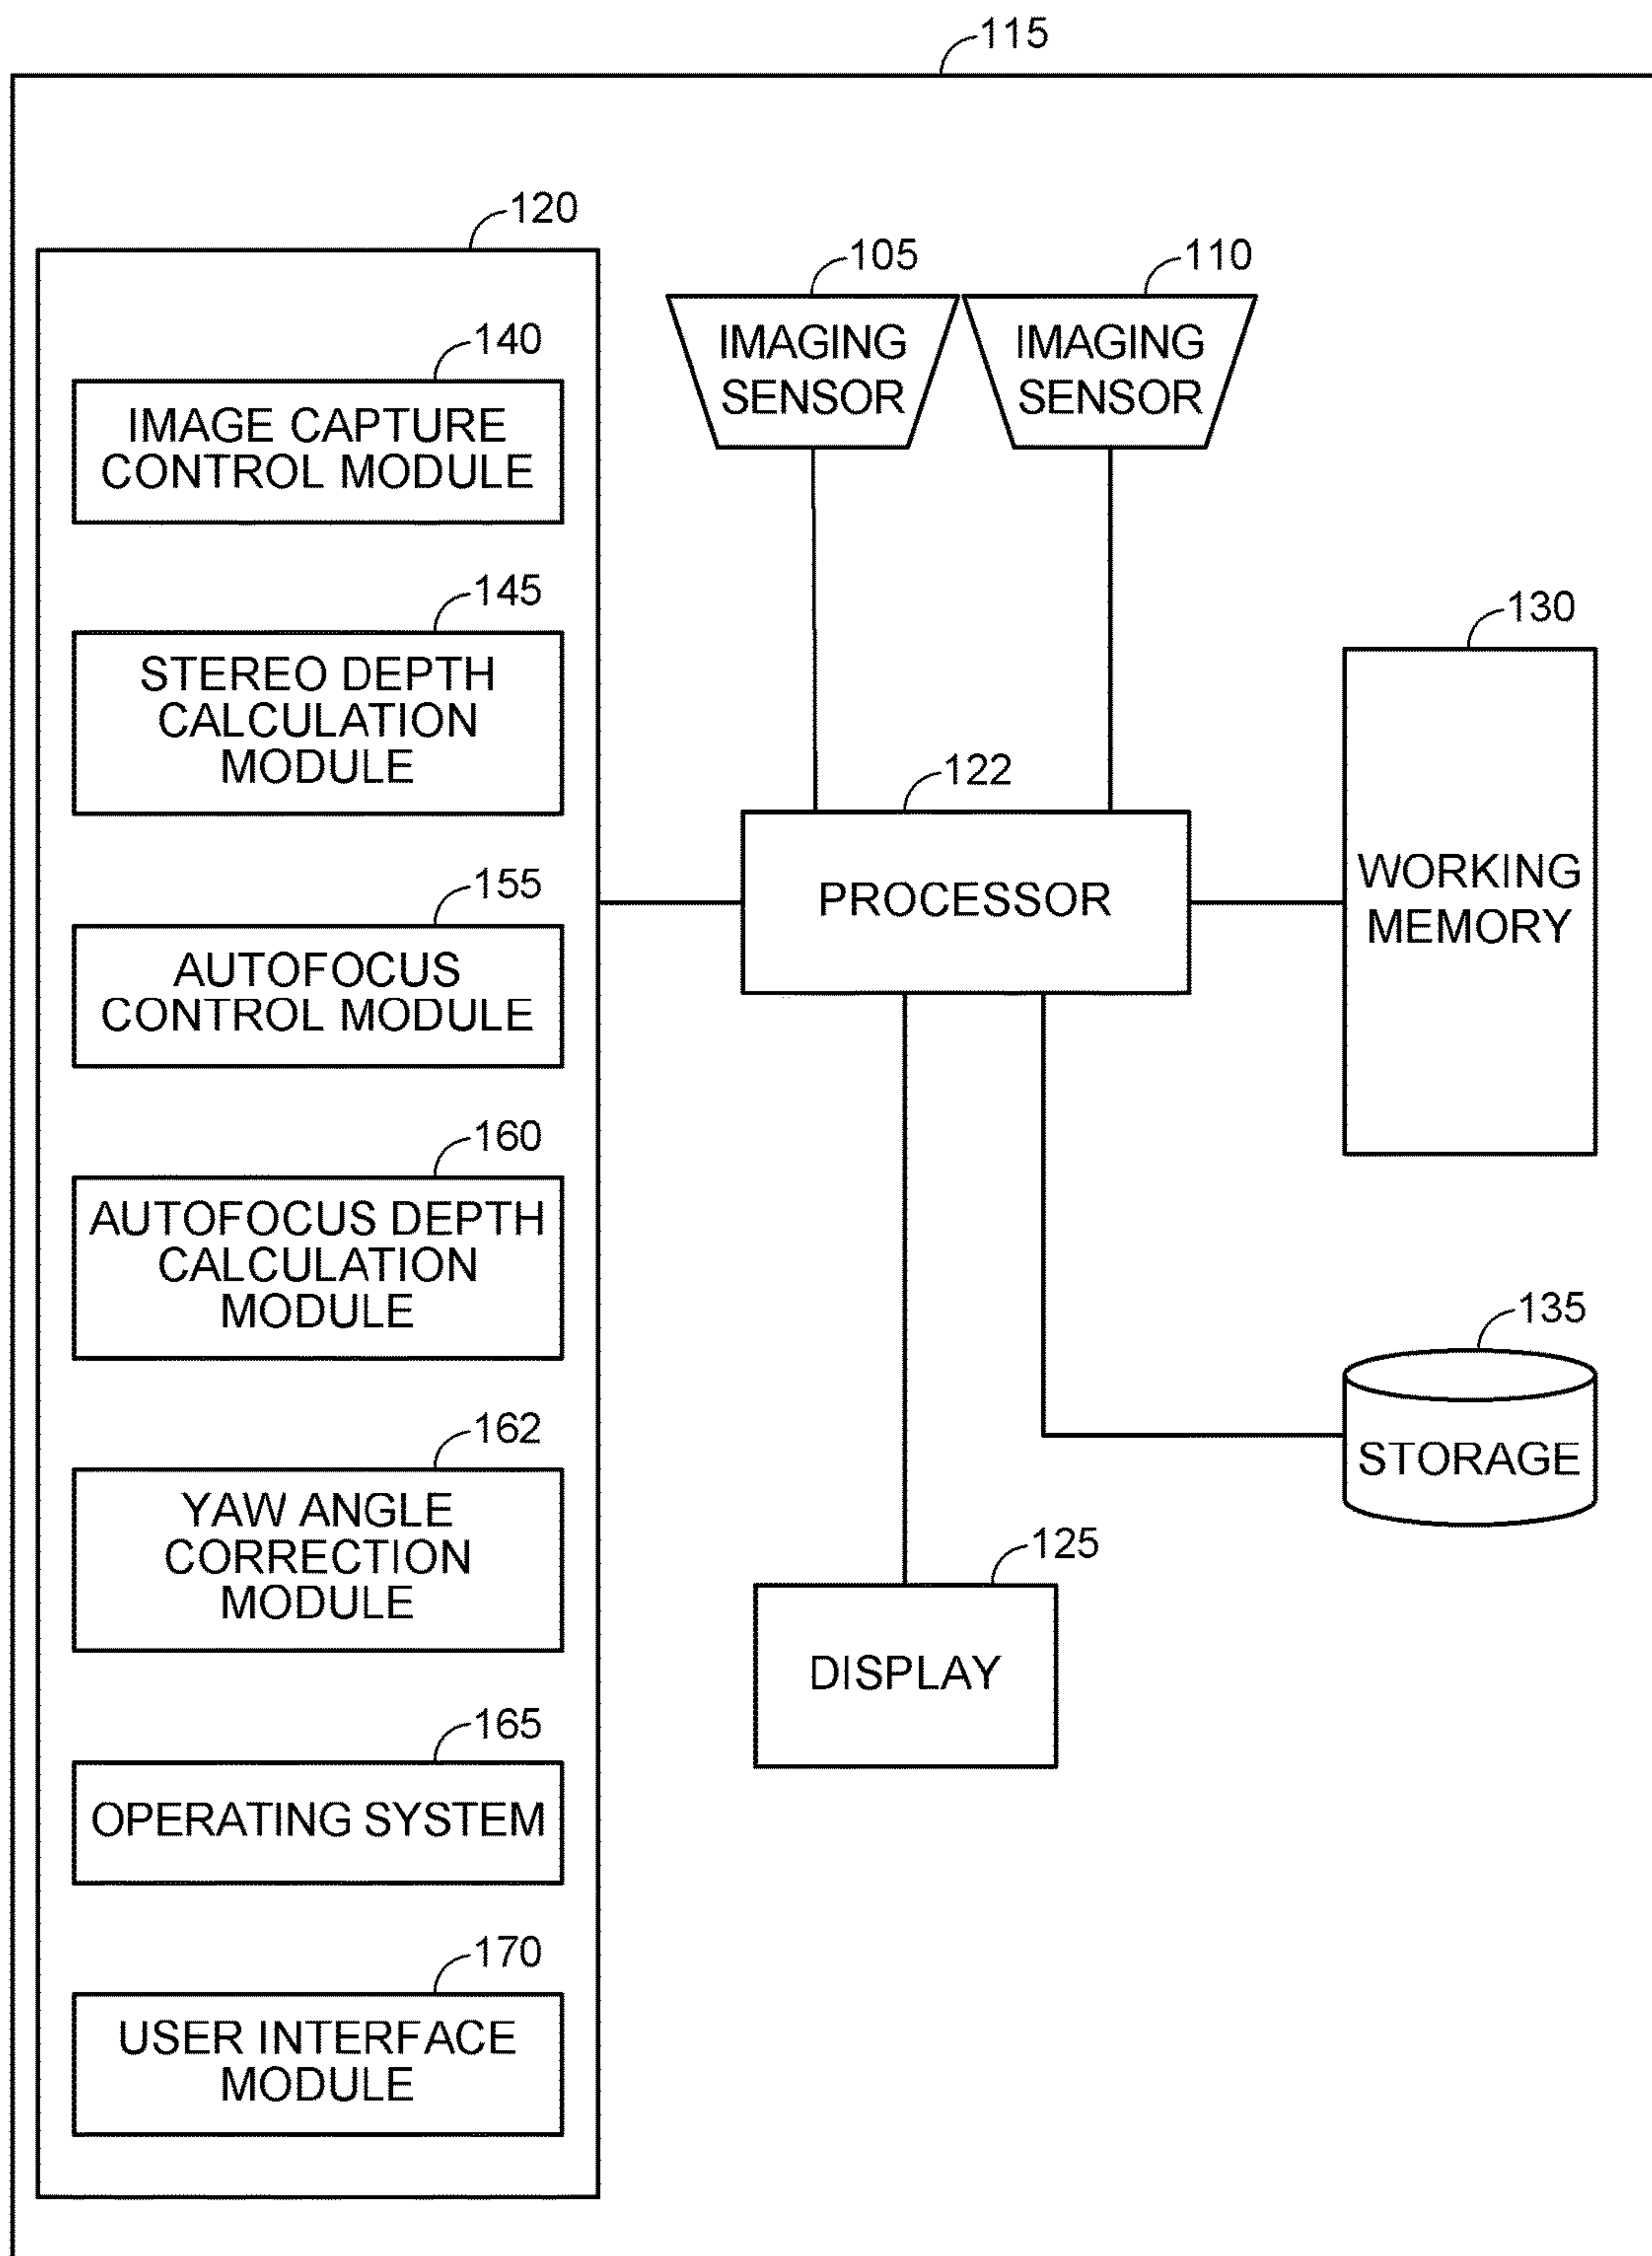 115
120
140
IMAGE CAPTURE
CONTROL MODULE
145
STEREO DEPTH
CALCULATION
MODULE
155
AUTOFOCUS
CONTROL MODULE
160
AUTOFOCUS DEPTH
CALCULATION
MODULE
162
YAW ANGLE
CORRECTION
MODULE
165
OPERATING SYSTEM
170
USER INTERFACE
MODULE
105
IMAGING
SENSOR
110
IMAGING
SENSOR
122
PROCESSOR
130
WORKING
MEMORY
135
STORAGE
125
DISPLAY